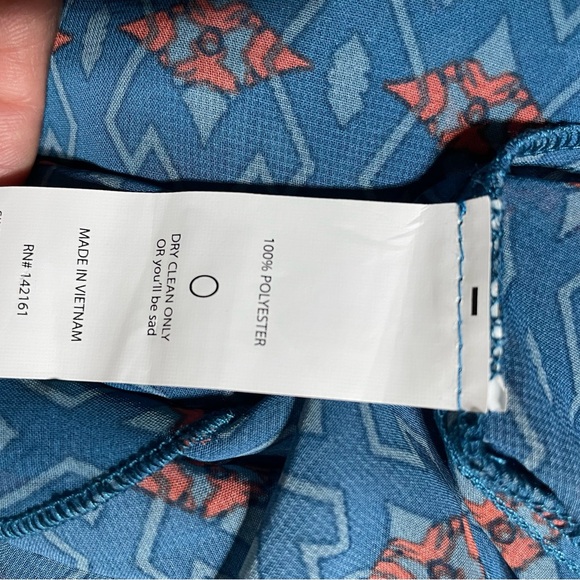 100% POLYESTER
DRY CLEAN ONLY
OR you'll be sad
MADE IN VIETNAM
RN# 142161